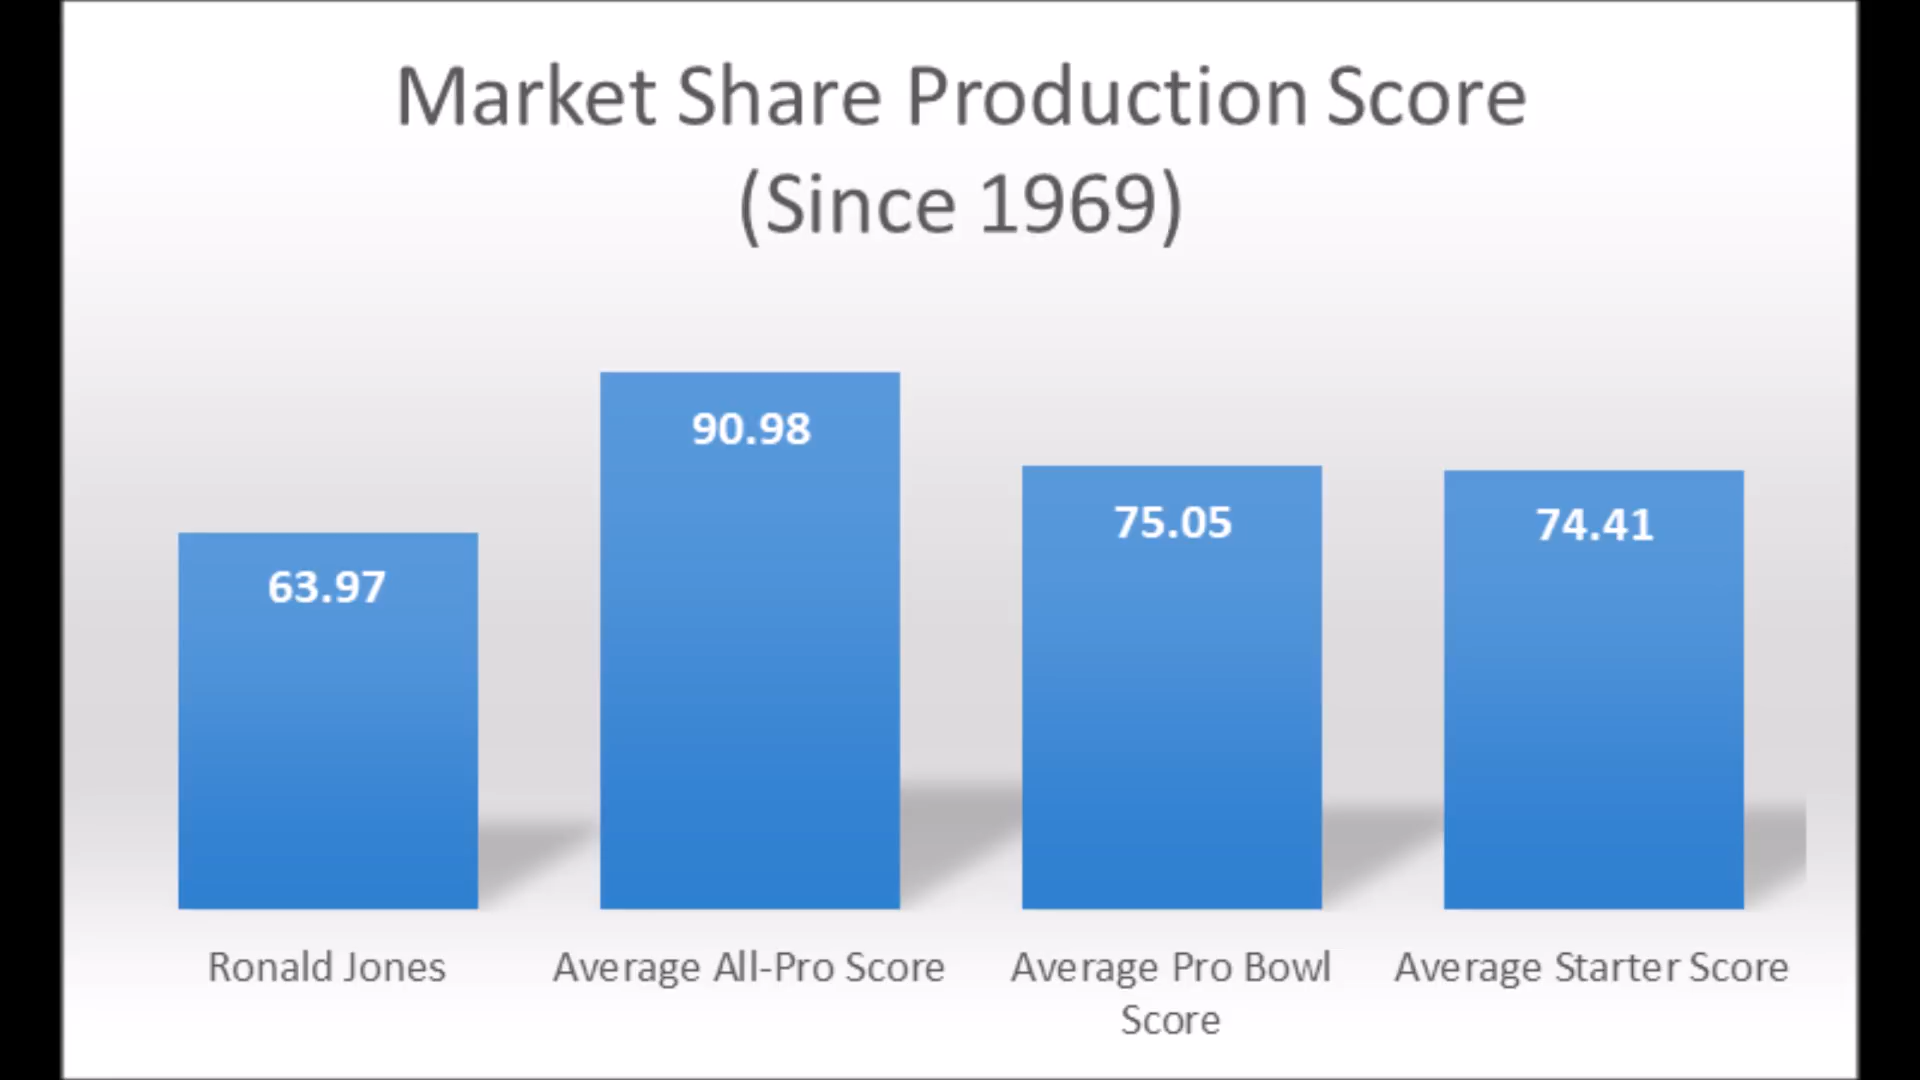 Market Share Production Score
(Since 1969)
90.98
75.05
74.41
63.97
Ronald Jones
Average All-Pro Score
Average Pro Bowl
Score
Average Starter Score